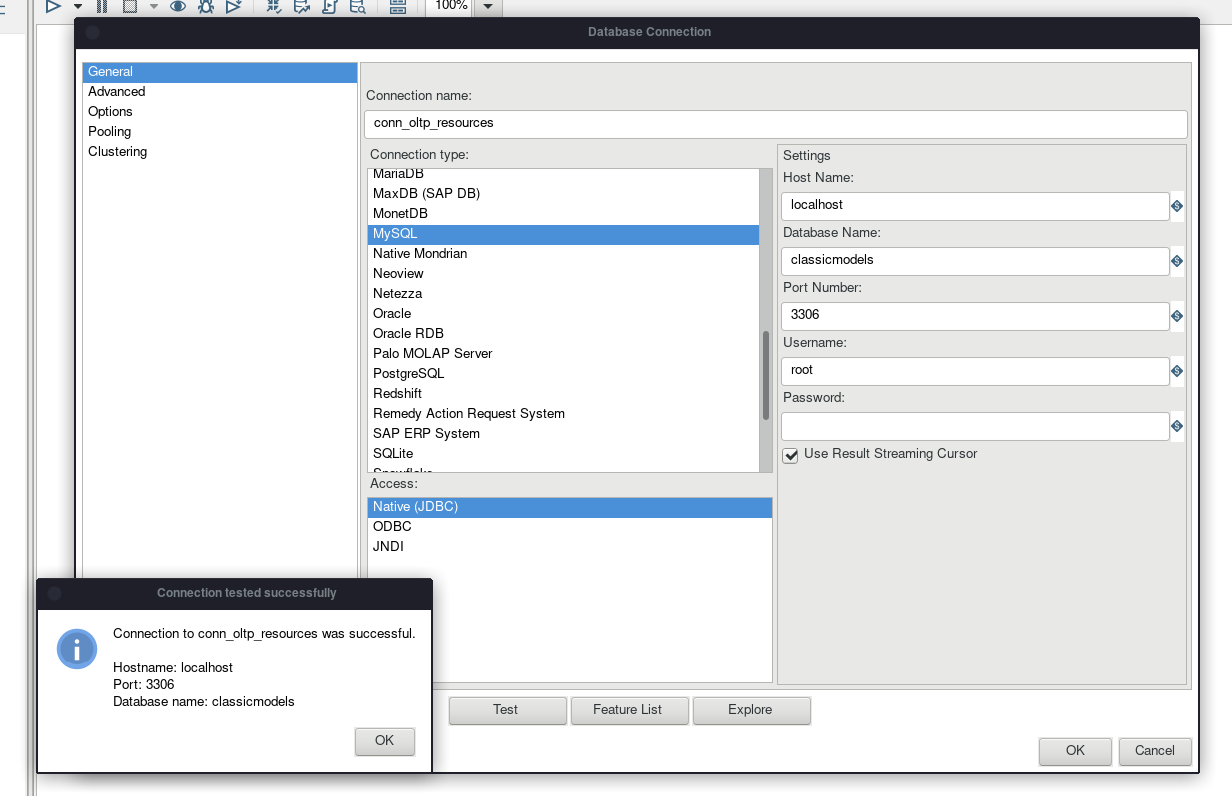 100%
Database Connection
General
Advanced
Options
Pooling
Clustering
Connection name:
conn_oltp_resources
Connection type:
MariaDB
MaxDB (SAP DB)
MonetDB
MySQL
Native Mondrian
Neoview
Netezza
Oracle
Oracle RDB
Palo MOLAP Server
PostgreSQL
Redshift
Remedy Action Request System
SAP ERP System
SQLite
Snowflake
Access:
Native (JDBC)
ODBC
JNDI
Settings
Host Name:
localhost
Database Name:
classicmodels
Port Number:
3306
Username:
root
Password:
Use Result Streaming Cursor
Test
Feature List
Explore
OK
Cancel
Connection tested successfully
Connection to conn_oltp_resources was successful.
Hostname: localhost
Port: 3306
Database name: classicmodels
OK